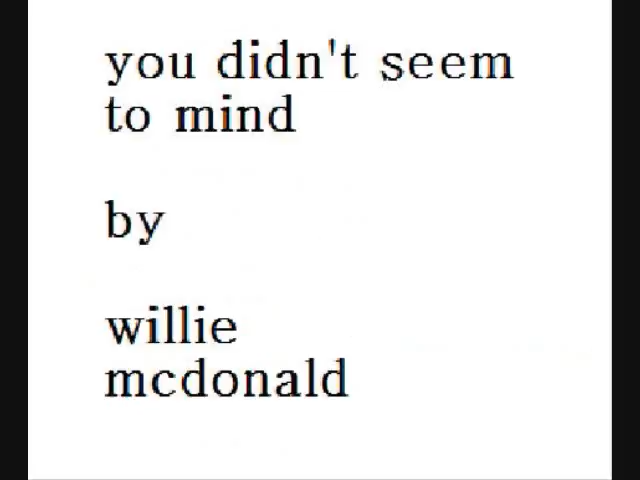 you didn't seem
to mind
by
willie
mcdonald